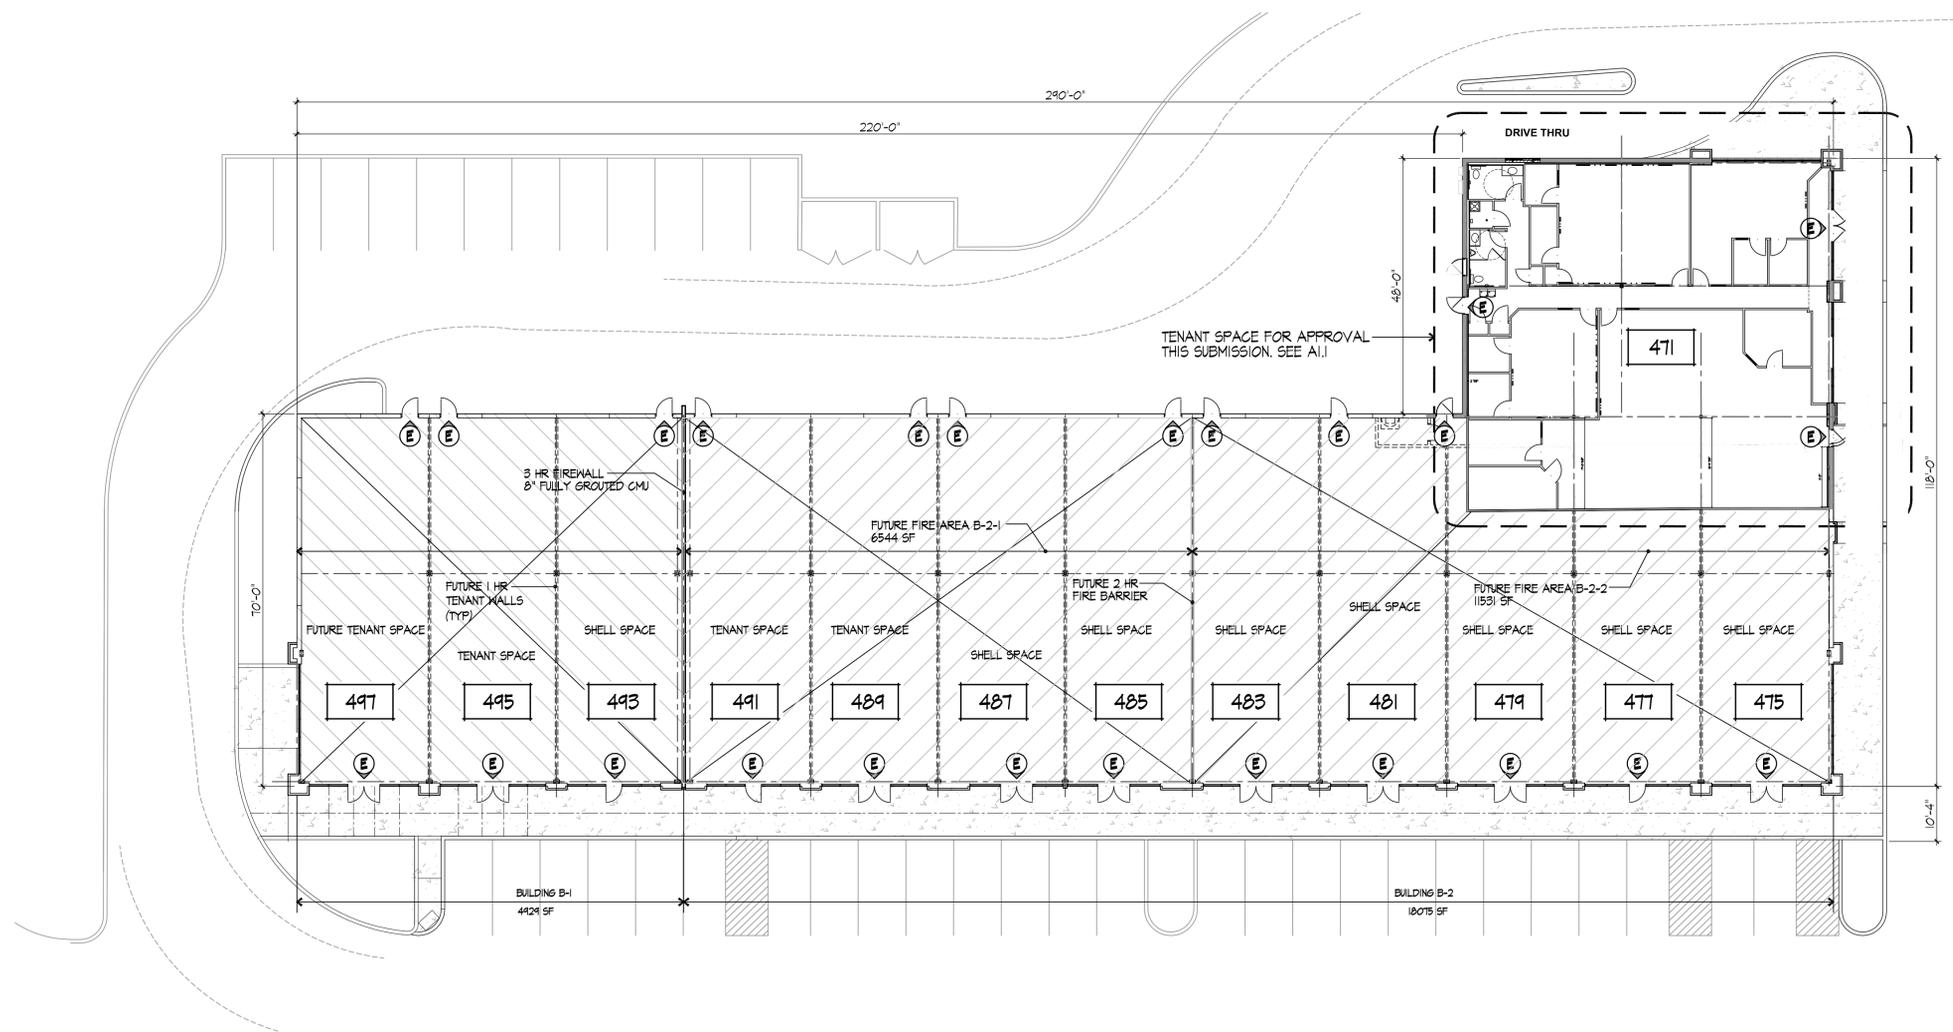 290'-0"
220'-0"
DRIVE THRU
48'-0"
TENANT SPACE FOR APPROVAL
THIS SUBMISSION. SEE A1.1
471
E
E
E
E E E E E E E E E E
118'-0"
3 HR FIREWALL
8" FULLY GROUTED CMU
FUTURE FIRE AREA B-2-1
6544 SF
70'-0"
FUTURE 1 HR
TENANT WALLS
(TYP)
FUTURE 2 HR
FIRE BARRIER
FUTURE FIRE AREA B-2-2
11531 SF
SHELL SPACE
FUTURE TENANT SPACE SHELL SPACE TENANT SPACE TENANT SPACE SHELL SPACE SHELL SPACE SHELL SPACE SHELL SPACE SHELL SPACE
TENANT SPACE SHELL SPACE
497 495 493 491 489 487 485 483 481 479 477 475
E E E E E E E E E E E E
10'-4"
BUILDING B-1
4929 SF
BUILDING B-2
18075 SF